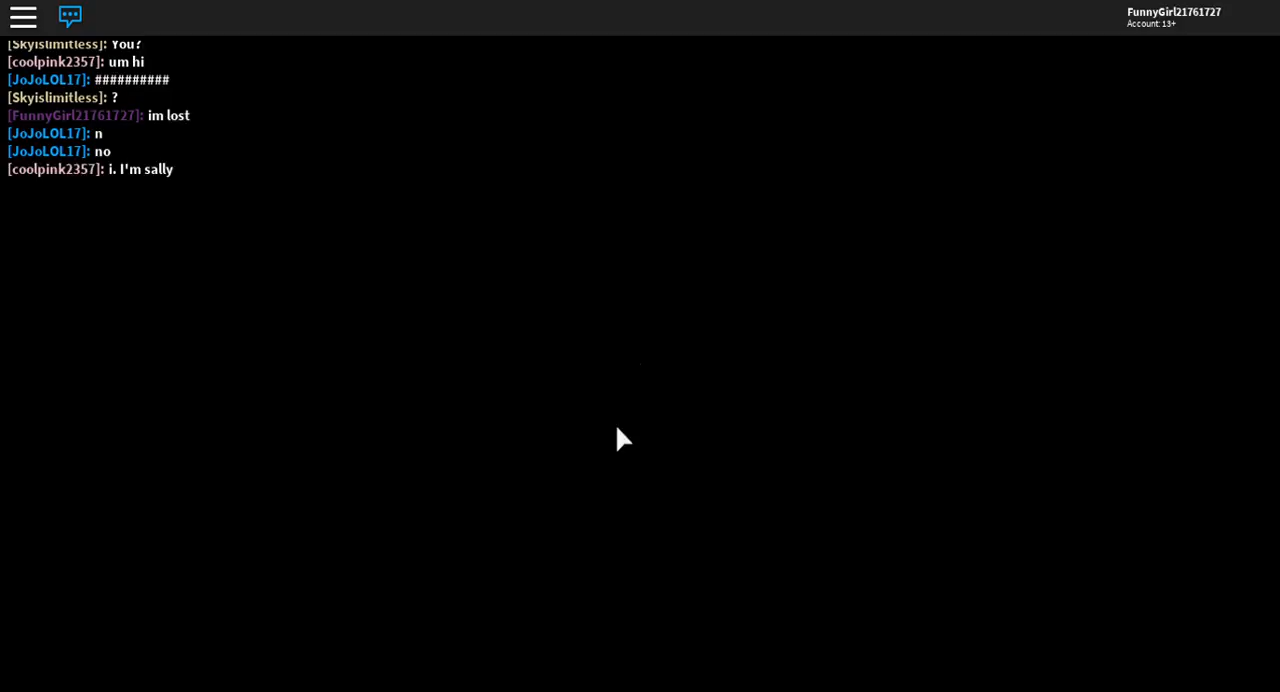 FunnyGirl21761727
Account: 13+
[Skyislimitless]: You?
[coolpink2357]: um hi
[JoJoLOL17]: ##########
[Skyislimitless]: ?
[FunnyGirl21761727]: im lost
[JoJoLOL17]: n
[JoJoLOL17]: no
[coolpink2357]: i. I'm sally